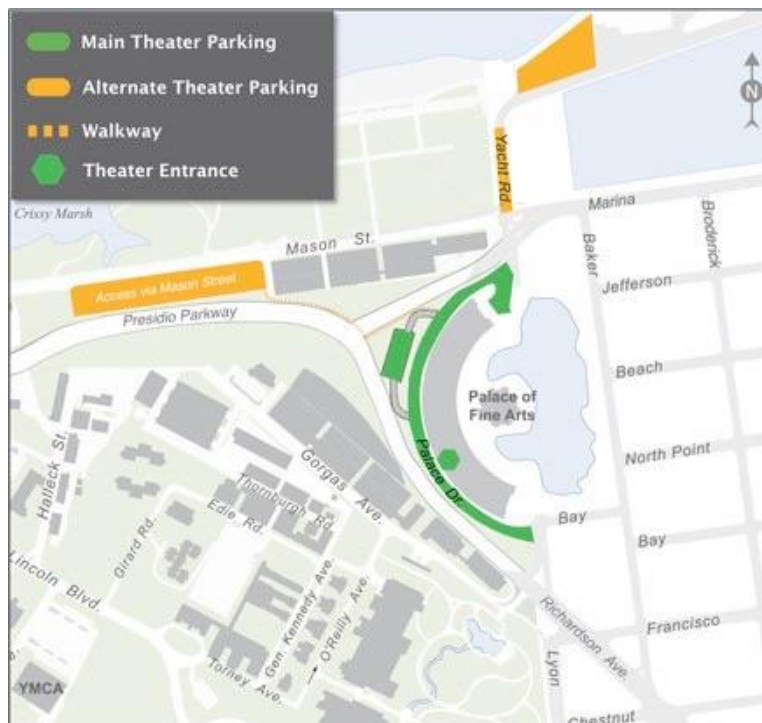 Main Theater Parking
Alternate Theater Parking
Walkway
Theater Entrance
N
Yacht Rd.
Crissy Marsh
Mason St.
Marina
Baker
Broderick
Access via Mason Street
Jefferson
Presidio Parkway
Beach
Palace of
Fine Arts
Halleck St.
North Point
Palace Dr.
Gorgas Ave.
Thornburgh Rd.
Edie Rd.
Girard Rd.
Bay
Bay
Lincoln Blvd.
Gen. Kennedy Ave.
O'Reilly Ave.
Richardson Ave.
Francisco
Torney Ave.
Lyon
YMCA
Chestnut